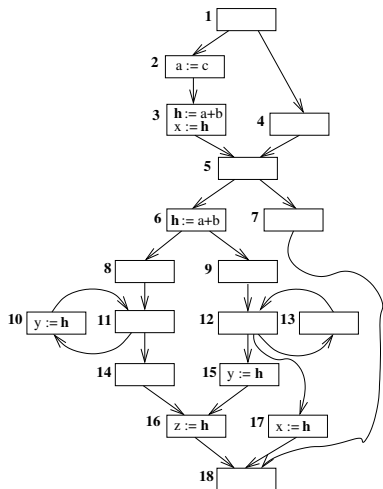 1
2 a := c
3 h := a+b
x := h
4
5
6 h := a+b
7
8
9
10 y := h
11
12
13
14
15 y := h
16 z := h
17 x := h
18